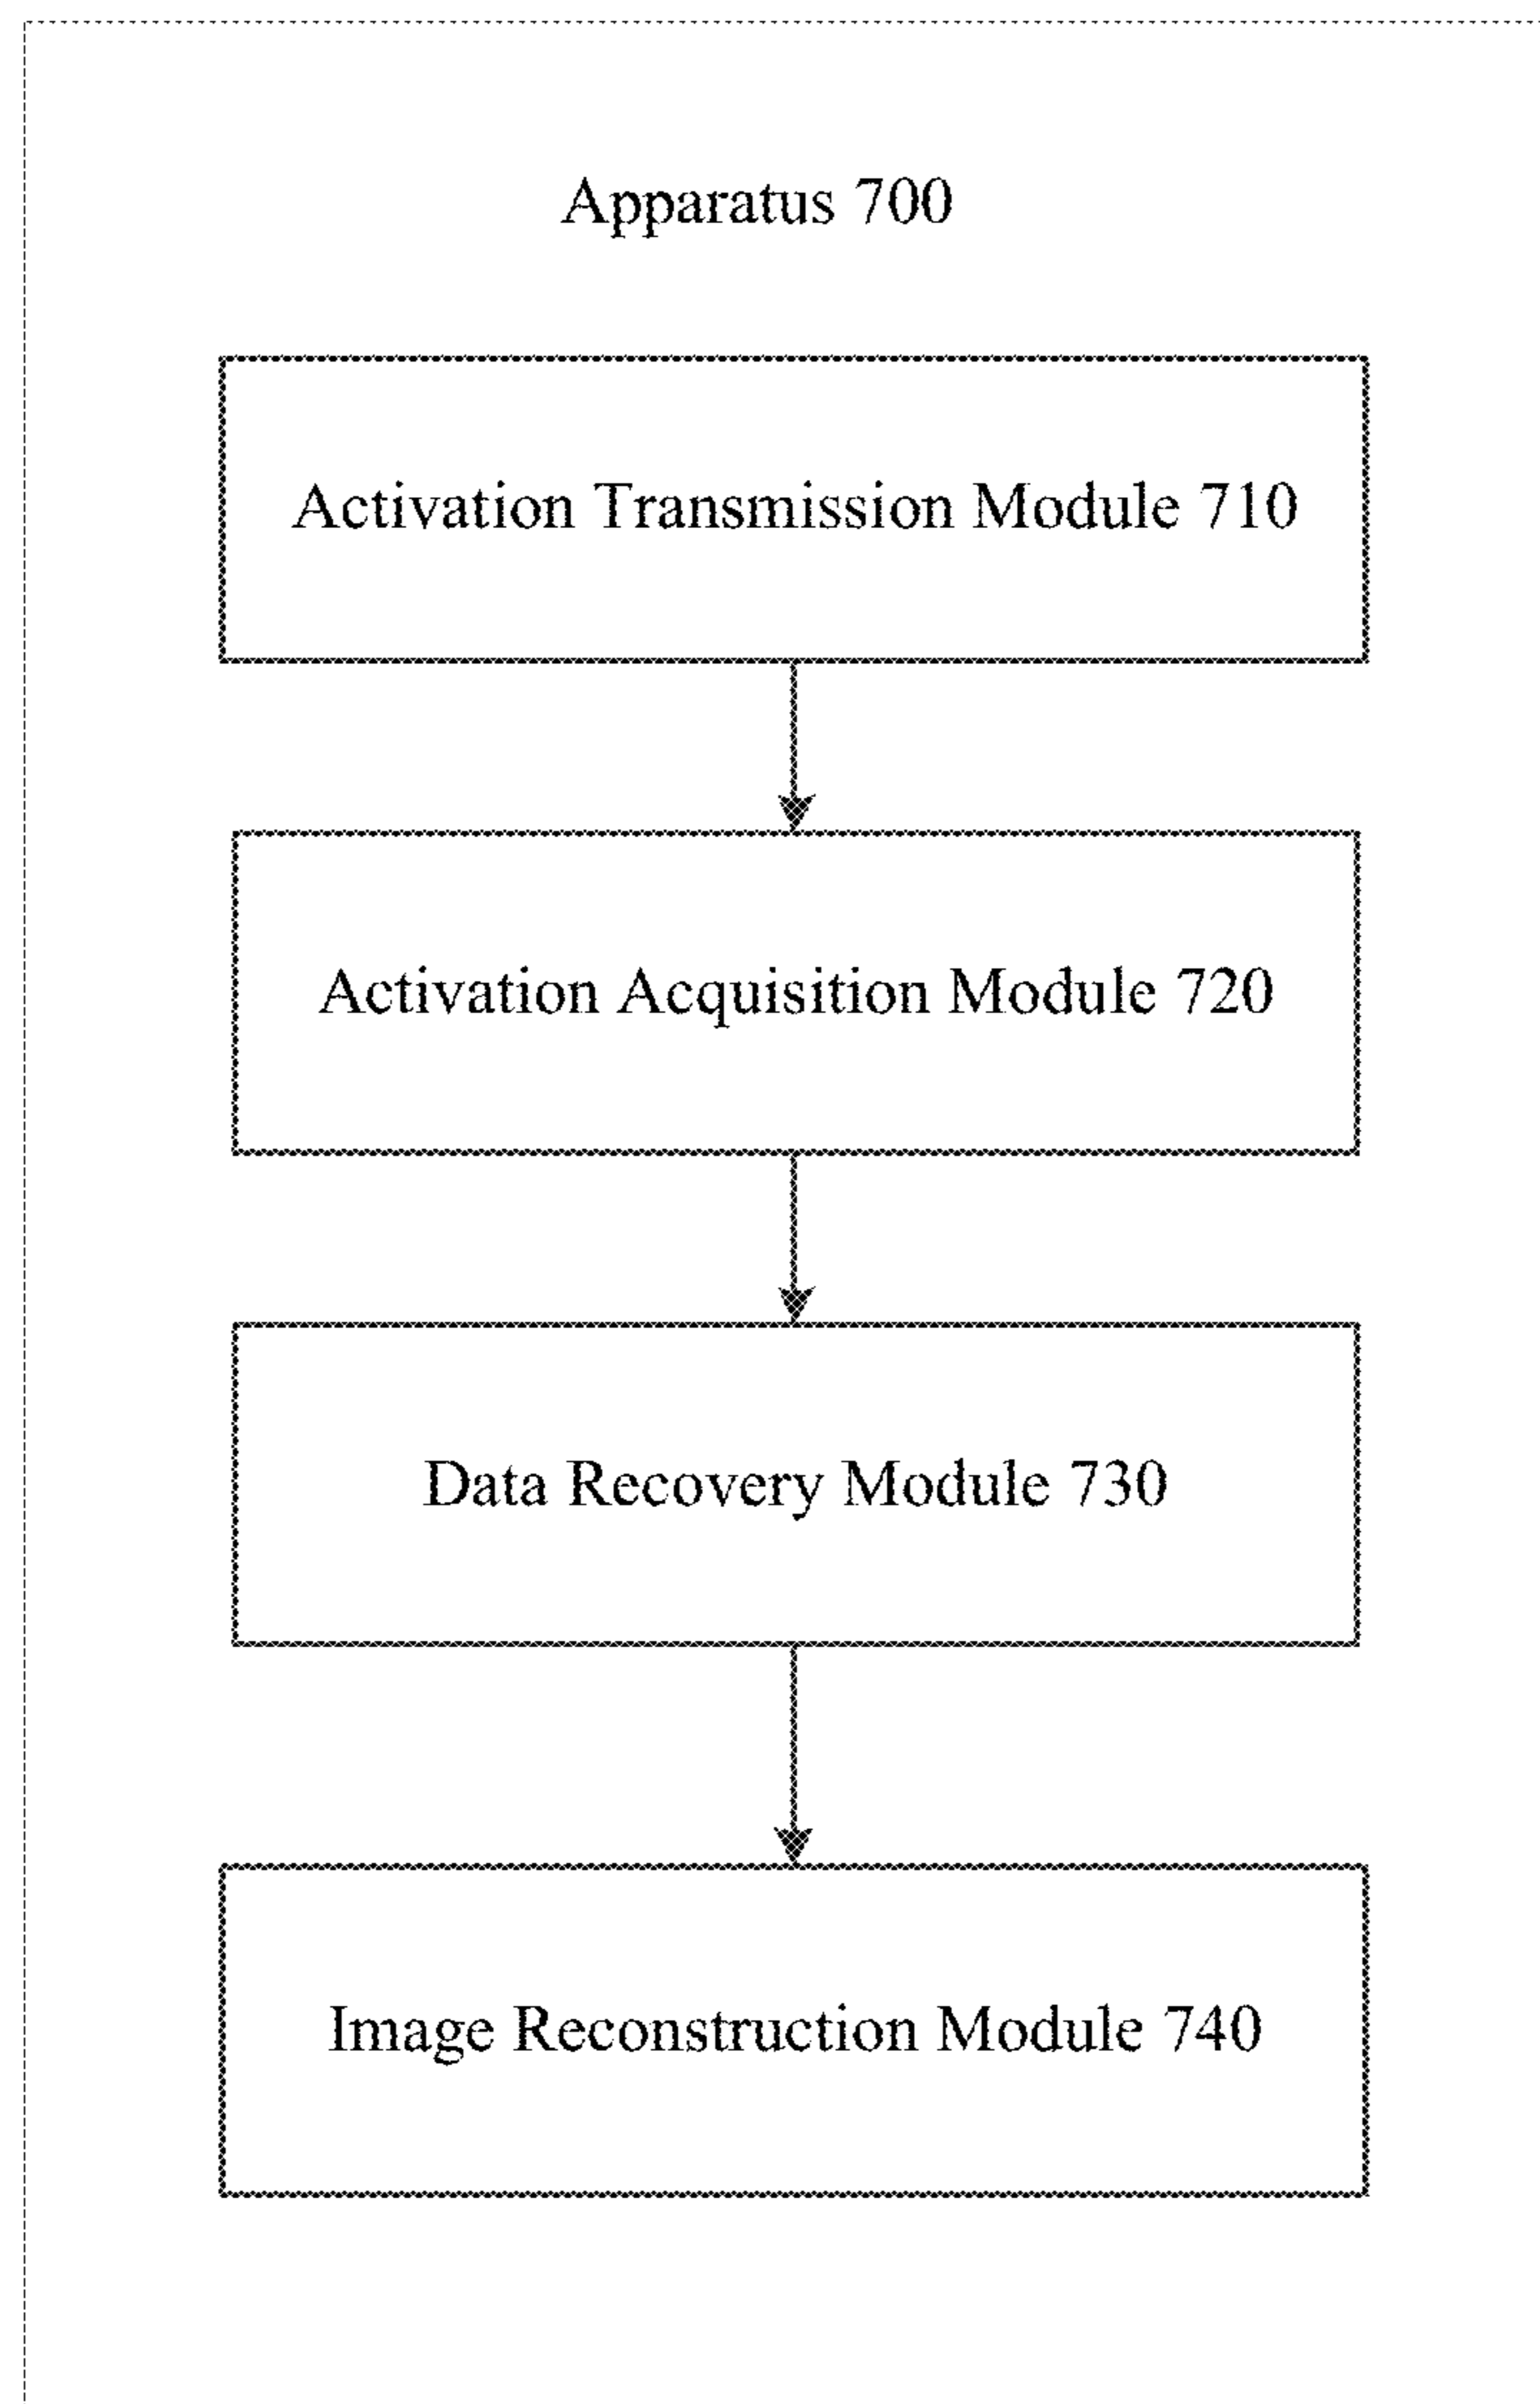 Apparatus 700
Activation Transmission Module 710
Activation Acquisition Module 720
Data Recovery Module 730
Image Reconstruction Module 740